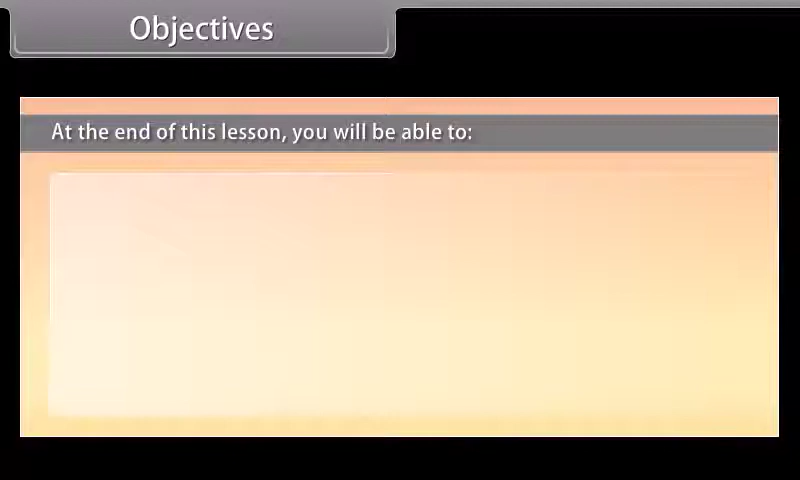 Objectives
At the end of this lesson, you will be able to: